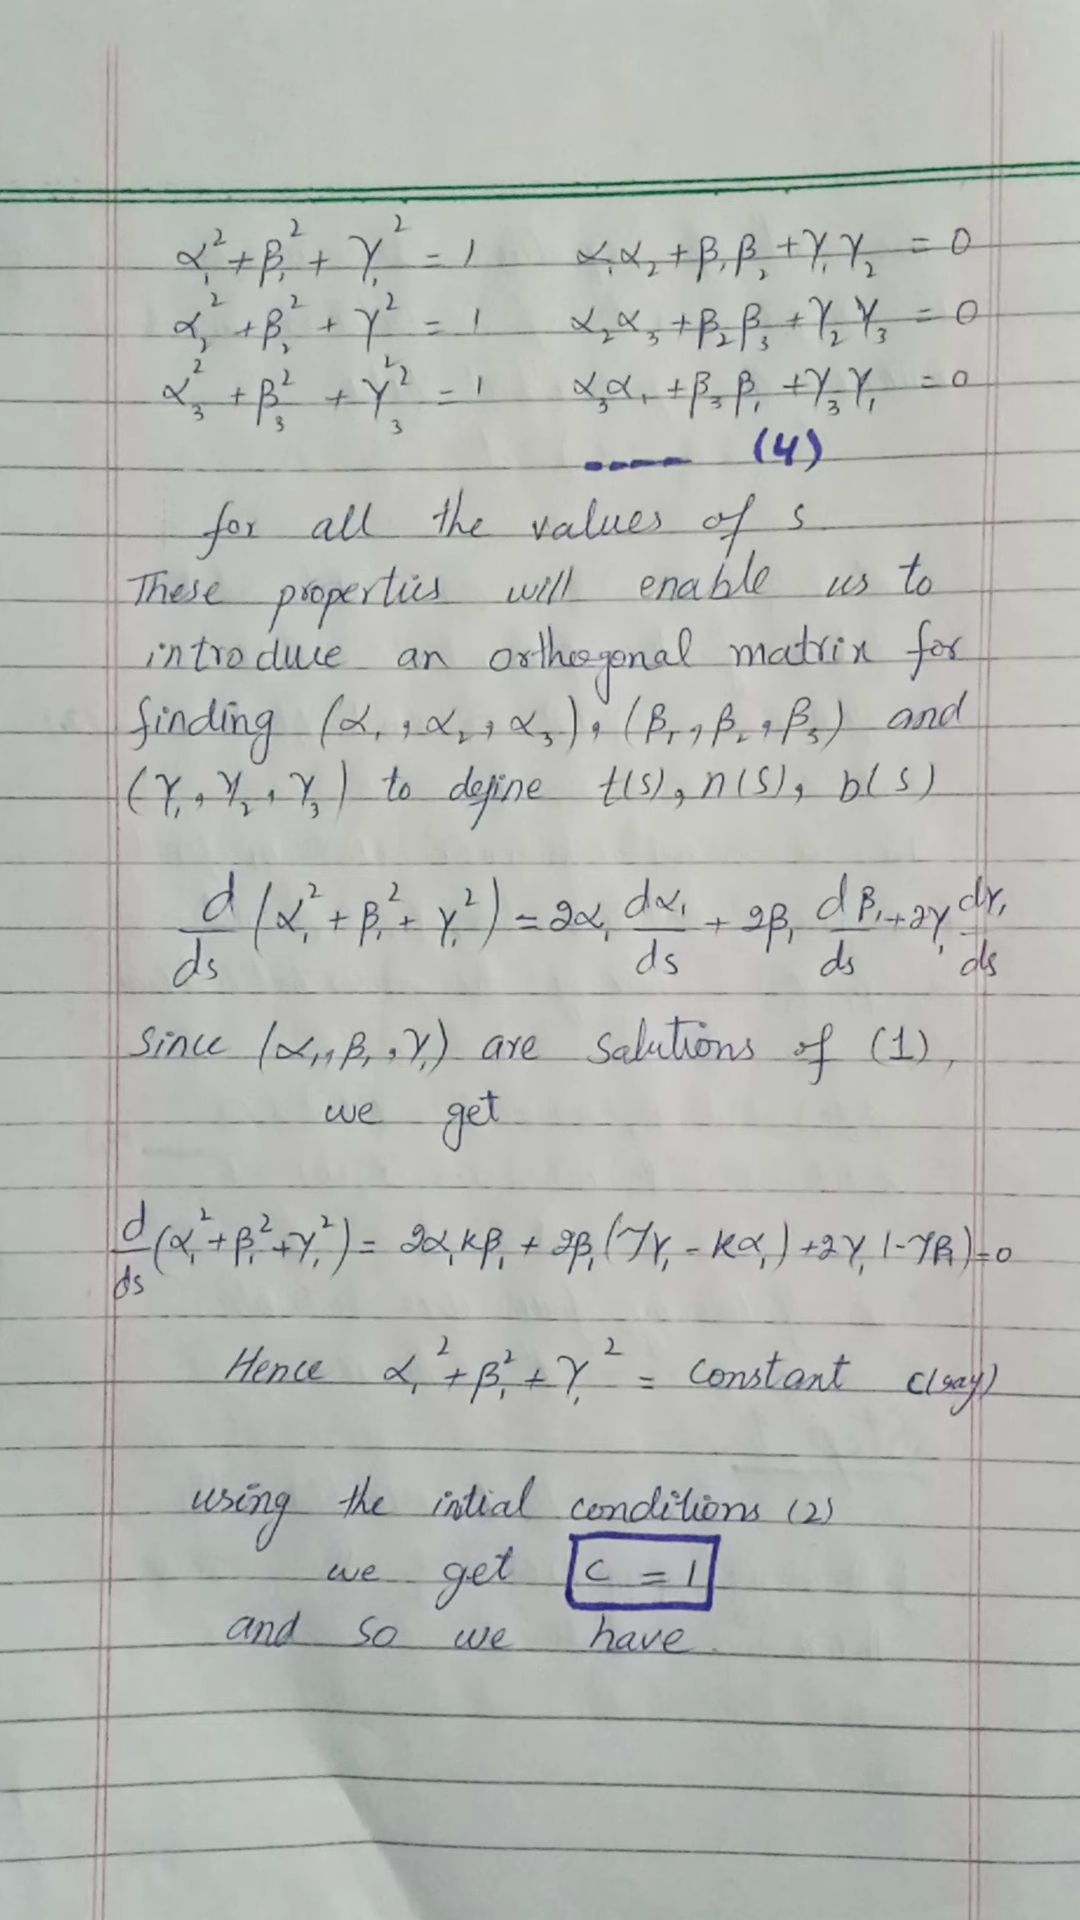 α₁² + β₁² + γ₁² = 1 α₁α₂ + β₁β₂ + γ₁γ₂ = 0
α₂² + β₂² + γ² = 1 α₂α₃ + β₂β₃ + γ₂γ₃ = 0
α₃² + β₃² + γ₃² = 1 α₃α₁ + β₃β₁ + γ₃γ₁ = 0
---- (4)
for all the values of s
These properties will enable us to
introduce an orthogonal matrix for
finding (α₁, α₂, α₃), (β₁, β₂, β₃) and
(γ₁, γ₂, γ₃) to define t(s), n(s), b(s)
d/ds (α₁² + β₁² + γ₁²) = 2α₁ dα₁/ds + 2β₁ dβ₁/ds + 2γ₁ dγ₁/ds
Since (α₁, β₁, γ₁) are salutions of (1),
we get
d/ds (α₁² + β₁² + γ₁²) = 2α₁kβ₁ + 2β₁(τγ₁ - kα₁) + 2γ₁(-τβ₁) = 0
Hence α₁² + β₁² + γ₁² = constant c(say)
using the intial conditions (2)
we get c = 1
and so we have